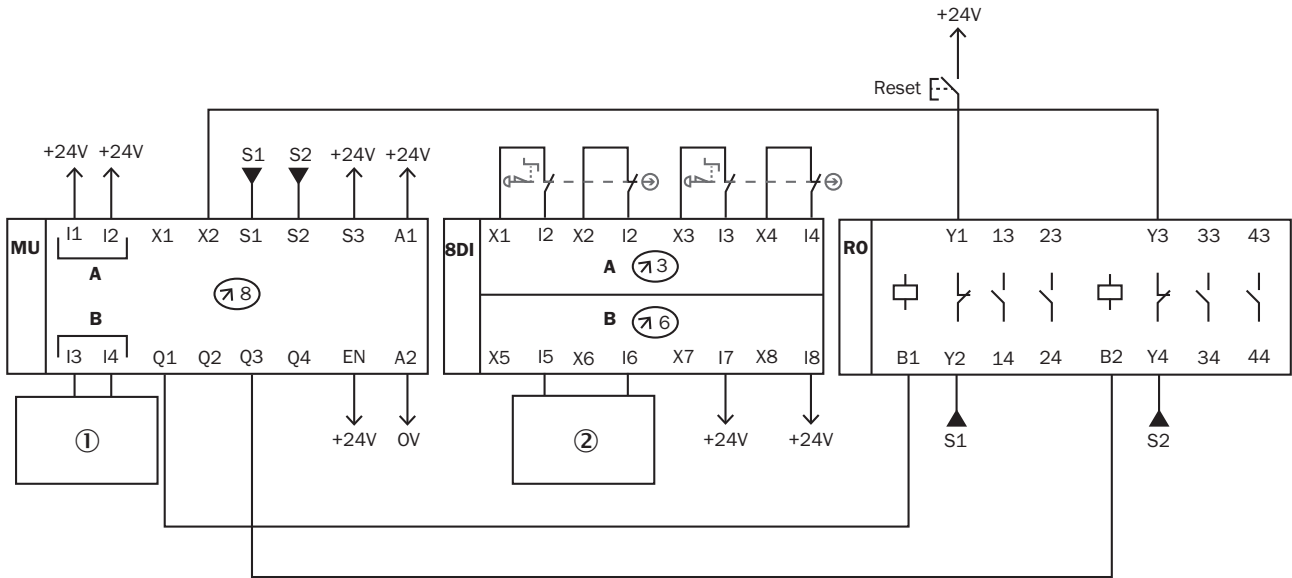 +24V
Reset
+24V +24V S1 S2 +24V +24V
MU I1 I2 X1 X2 S1 S2 S3 A1
A
8
B
I3 I4 Q1 Q2 Q3 Q4 EN A2
①
+24V 0V
8DI X1 I2 X2 I2 X3 I3 X4 I4
A 3
B 6
X5 I5 X6 I6 X7 I7 X8 I8
②
+24V +24V
RO Y1 13 23 Y3 33 43
B1 Y2 14 24 B2 Y4 34 44
S1 S2